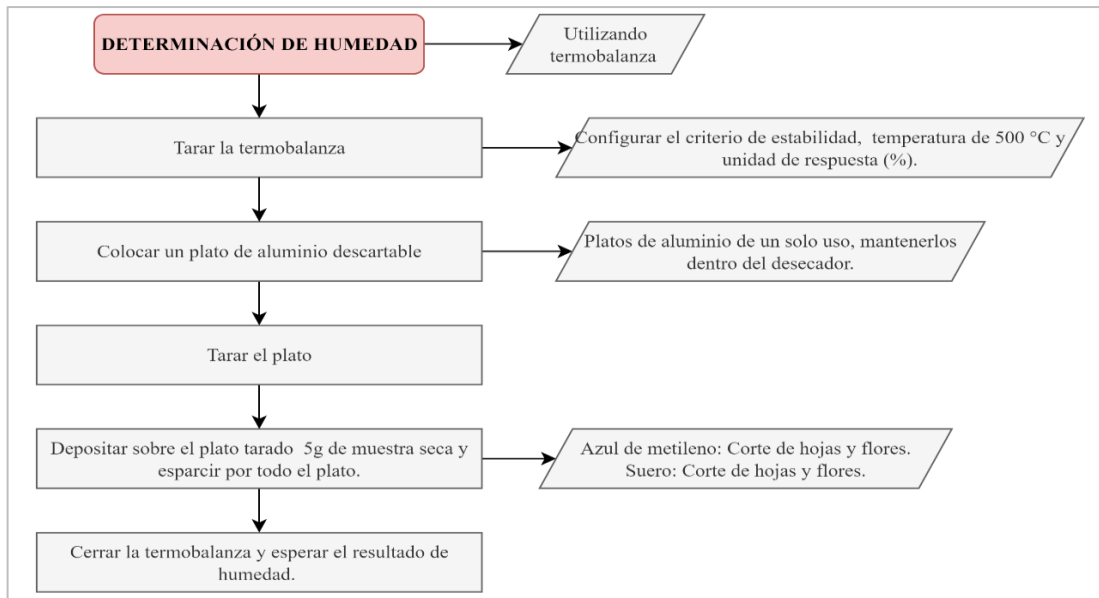 DETERMINACIÓN DE HUMEDAD
Utilizando
termobalanza
Tarar la termobalanza
Configurar el criterio de estabilidad, temperatura de 500 °C y
unidad de respuesta (%).
Colocar un plato de aluminio descartable
Platos de aluminio de un solo uso, mantenerlos
dentro del desecador.
Tarar el plato
Depositar sobre el plato tarado 5g de muestra seca y
esparcir por todo el plato.
Azul de metileno: Corte de hojas y flores.
Suero: Corte de hojas y flores.
Cerrar la termobalanza y esperar el resultado de
humedad.